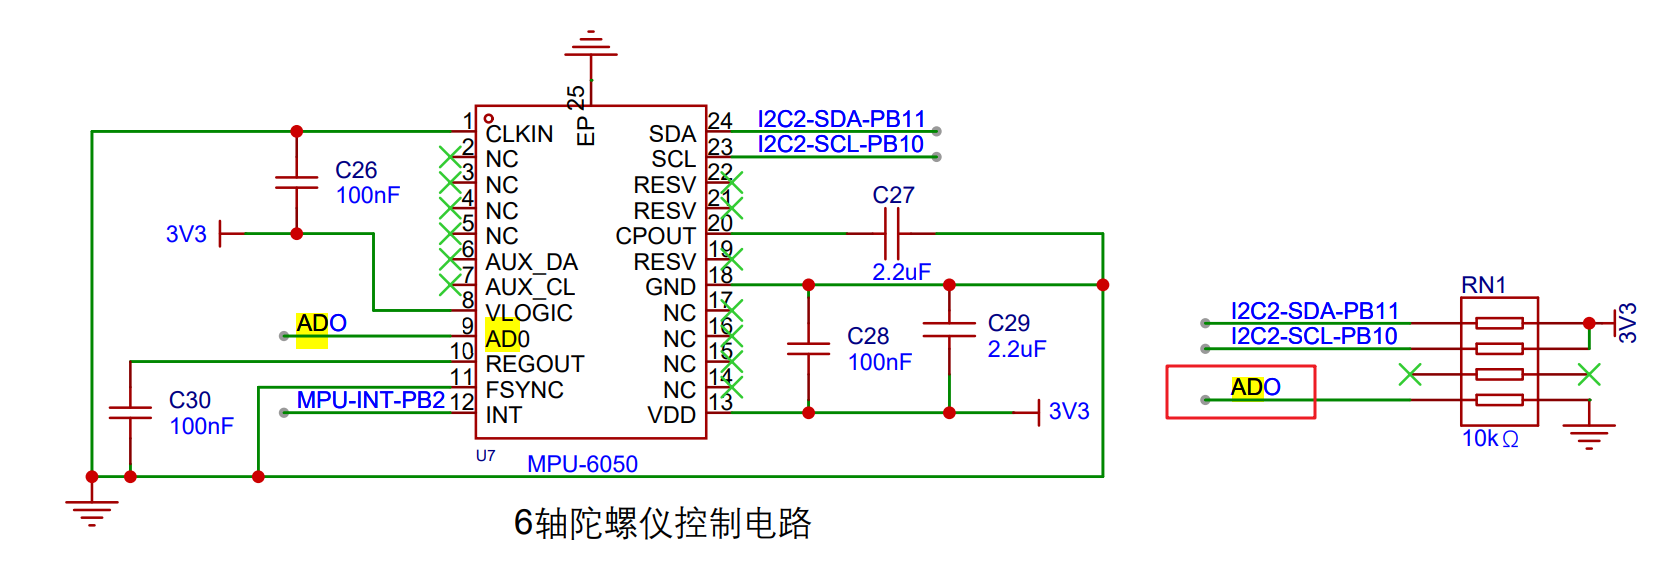 25
EP
1 CLKIN
2 NC
3 NC
4 NC
5 NC
6 AUX_DA
7 AUX_CL
8 VLOGIC
9 AD0
10 REGOUT
11 FSYNC
12 INT
24 SDA
23 SCL
22 RESV
21 RESV
20 CPOUT
19 RESV
18 GND
17 NC
16 NC
15 NC
14 NC
13 VDD
C26
100nF
3V3
ADO
MPU-INT-PB2
C30
100nF
U7
MPU-6050
I2C2-SDA-PB11
I2C2-SCL-PB10
C27
2.2uF
C28
100nF
C29
2.2uF
3V3
RN1
I2C2-SDA-PB11
I2C2-SCL-PB10
ADO
3V3
10kΩ
6轴陀螺仪控制电路